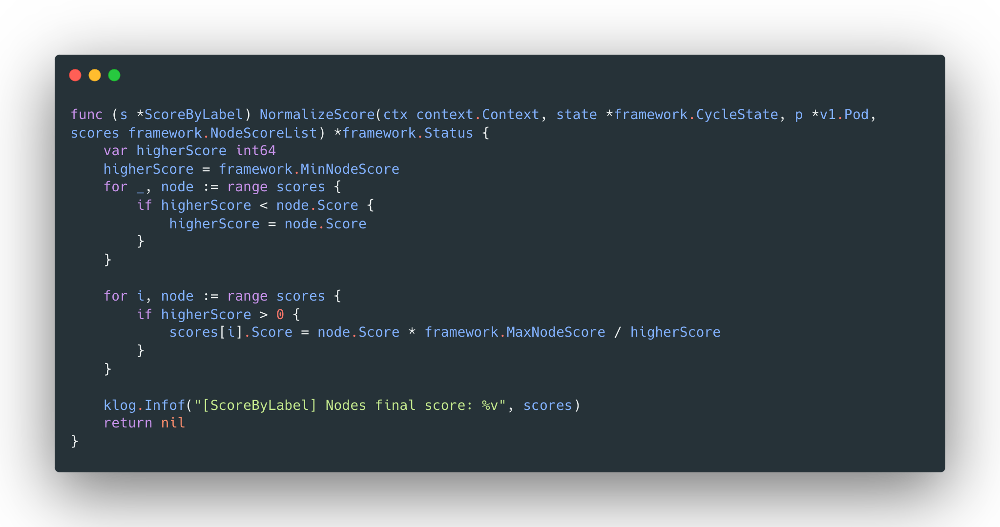 func (s *ScoreByLabel) NormalizeScore(ctx context.Context, state *framework.CycleState, p *v1.Pod,
scores framework.NodeScoreList) *framework.Status {
    var higherScore int64
    higherScore = framework.MinNodeScore
    for _, node := range scores {
        if higherScore < node.Score {
            higherScore = node.Score
        }
    }

    for i, node := range scores {
        if higherScore > 0 {
            scores[i].Score = node.Score * framework.MaxNodeScore / higherScore
        }
    }

    klog.Infof("[ScoreByLabel] Nodes final score: %v", scores)
    return nil
}